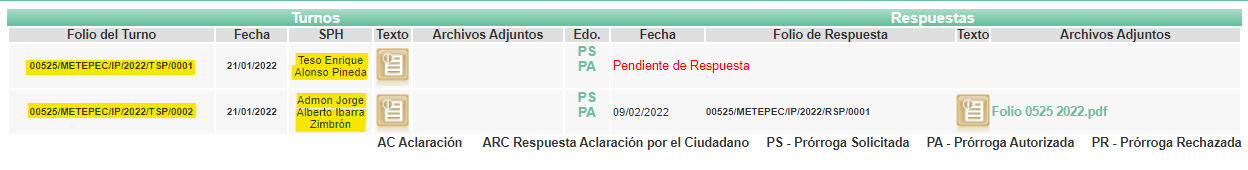 Turnos Respuestas
Folio del Turno Fecha SPH Texto Archivos Adjuntos Edo. Fecha Folio de Respuesta Texto Archivos Adjuntos
00525/METEPEC/IP/2022/TSP/0001 21/01/2022 Teso Enrique Alonso Pineda PS PA Pendiente de Respuesta
00525/METEPEC/IP/2022/TSP/0002 21/01/2022 Admon Jorge Alberto Ibarra Zimbrón PS PA 09/02/2022 00525/METEPEC/IP/2022/RSP/0001 Folio 0525 2022.pdf
AC Aclaración ARC Respuesta Aclaración por el Ciudadano PS - Prórroga Solicitada PA - Prórroga Autorizada PR - Prórroga Rechazada